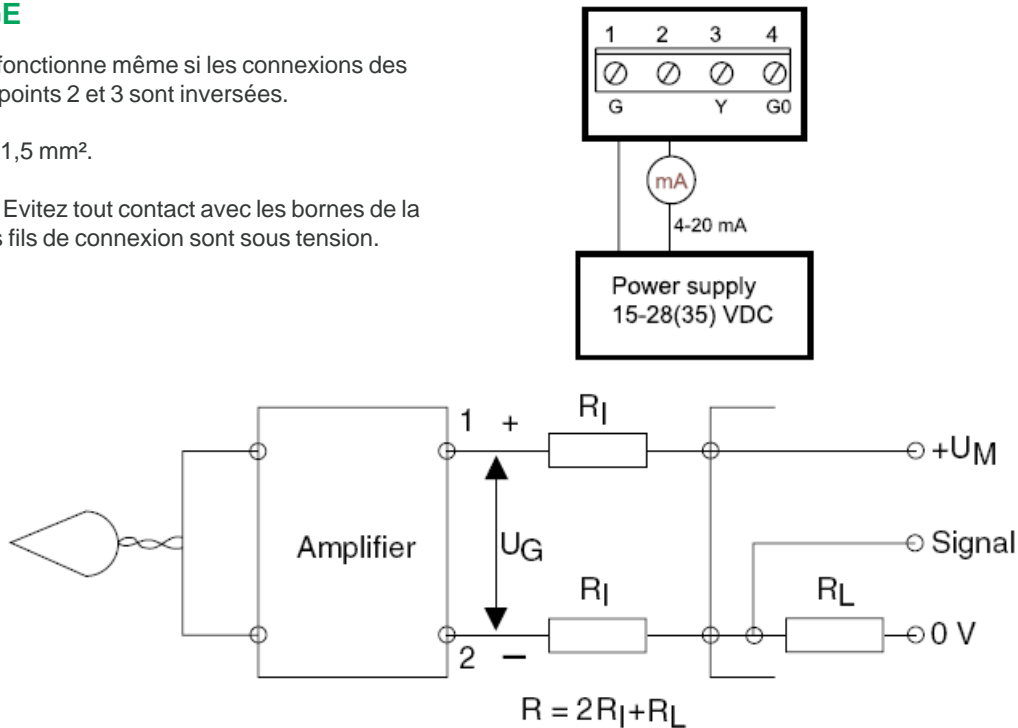 GE
fonctionne même si les connexions des
points 2 et 3 sont inversées.
1,5 mm².
Evitez tout contact avec les bornes de la
s fils de connexion sont sous tension.
1 2 3 4
G Y G0
mA
4-20 mA
Power supply
15-28(35) VDC
1 + RI
+UM
Amplifier
UG
Signal
RI
RL
0 V
2 –
R = 2RI+RL